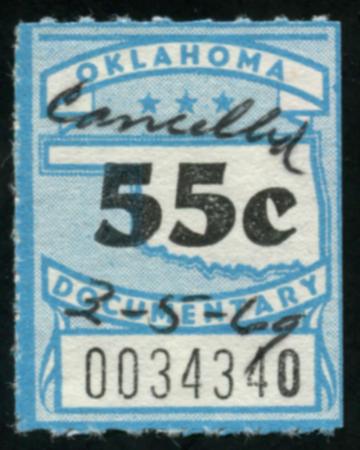 OKLAHOMA
Cancelled
55c
DOCUMENTARY
2-5-69
0034340